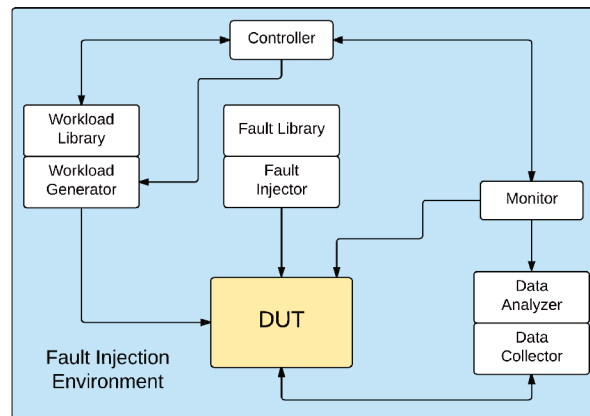 Controller
Workload
Library
Workload
Generator
Fault Library
Fault
Injector
Monitor
DUT
Data
Analyzer
Data
Collector
Fault Injection
Environment